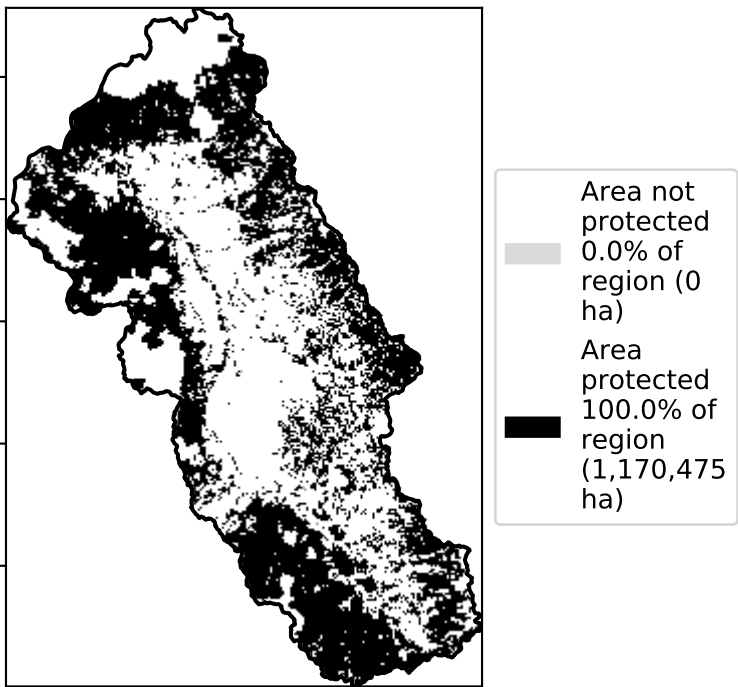 Area not
protected
0.0% of
region (0
ha)
Area
protected
100.0% of
region
(1,170,475
ha)